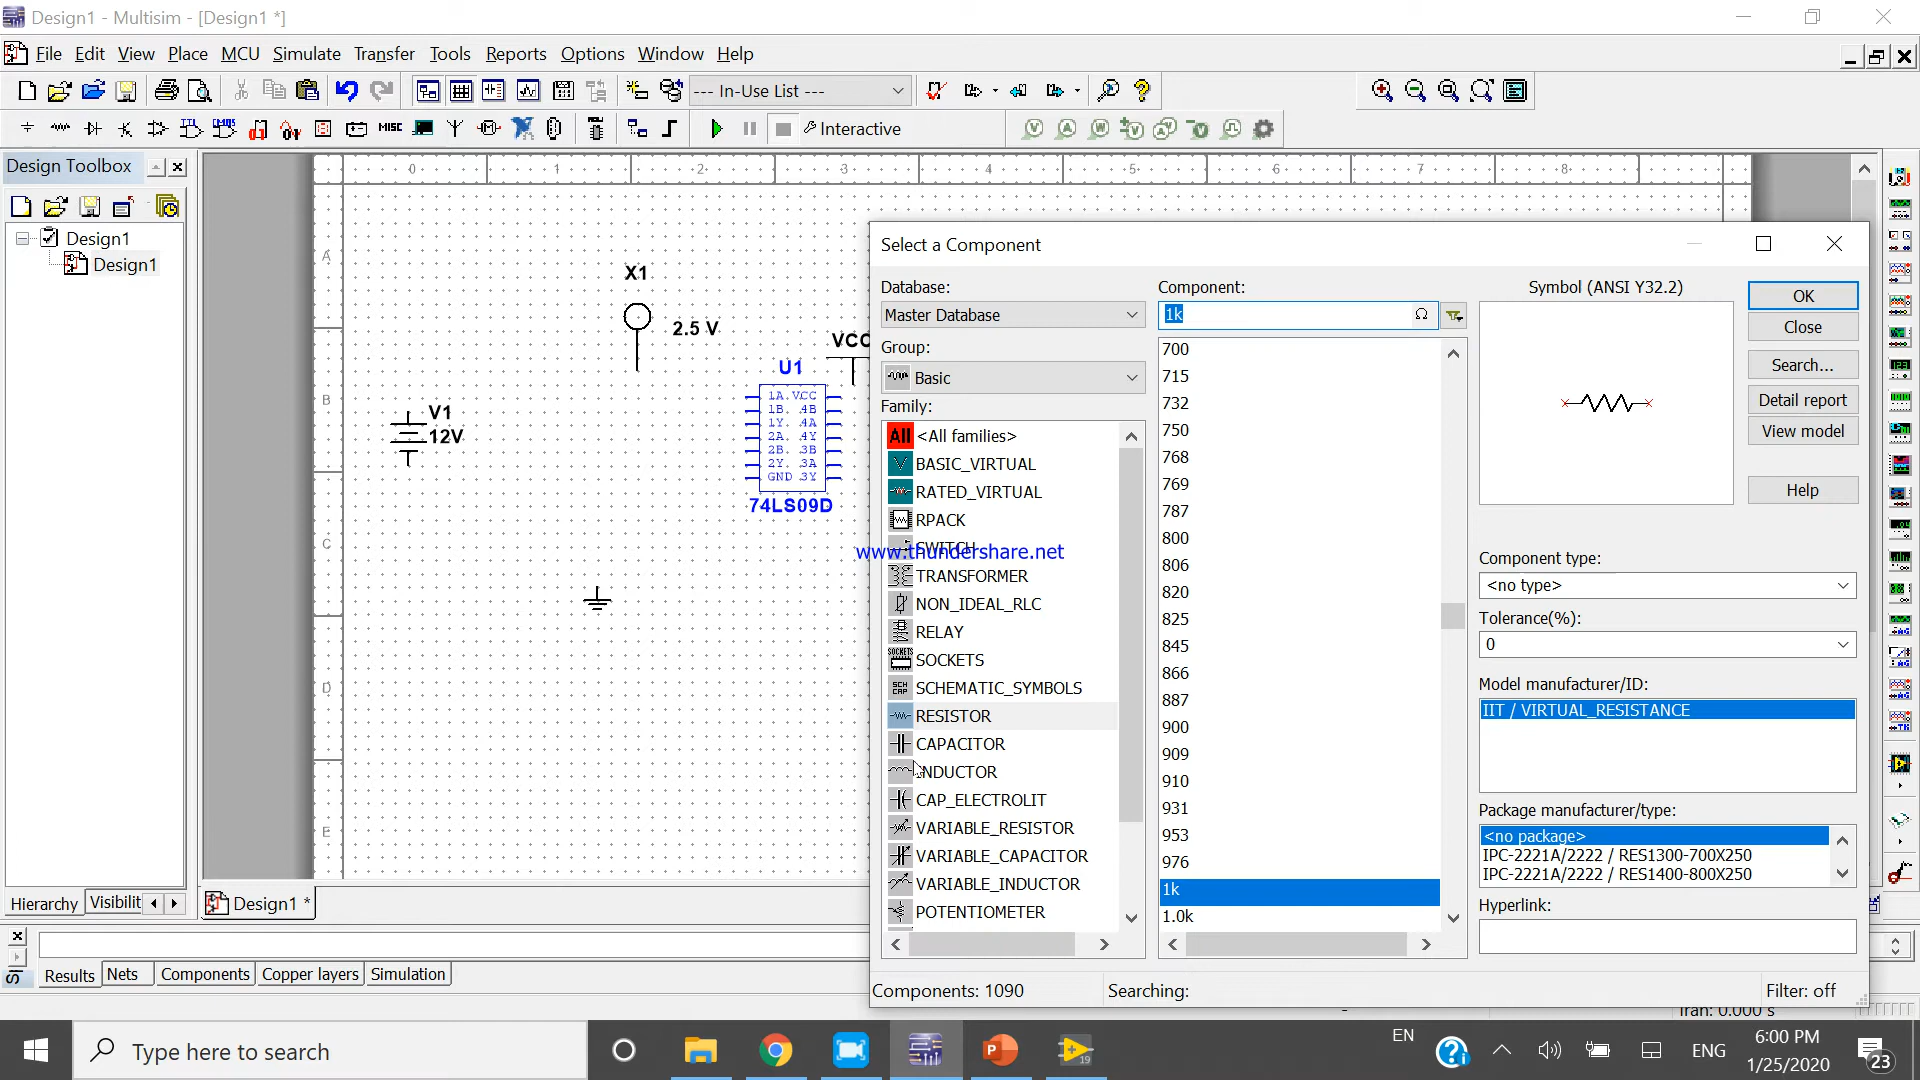 Design1 - Multisim - [Design1 *]
File Edit View Place MCU Simulate Transfer Tools Reports Options Window Help
--- In-Use List ---
MISC
Interactive
Design Toolbox
Design1
Design1
0 1 2 3 4 5 6 7 8
A
B
C
D
E
X1
2.5 V
VCC
V1
12V
U1
1A VCC
1B 4B
1Y 4A
2A 4Y
2B 3B
2Y 3A
GND 3Y
74LS09D
www.thundershare.net
Select a Component
Database:
Master Database
Group:
Basic
Family:
All <All families>
BASIC_VIRTUAL
RATED_VIRTUAL
RPACK
SWITCH
TRANSFORMER
NON_IDEAL_RLC
RELAY
SOCKETS
SCHEMATIC_SYMBOLS
RESISTOR
CAPACITOR
INDUCTOR
CAP_ELECTROLIT
VARIABLE_RESISTOR
VARIABLE_CAPACITOR
VARIABLE_INDUCTOR
POTENTIOMETER
Component:
1k Ω
700
715
732
750
768
769
787
800
806
820
825
845
866
887
900
909
910
931
953
976
1k
1.0k
Symbol (ANSI Y32.2)
OK
Close
Search...
Detail report
View model
Help
Component type:
<no type>
Tolerance(%):
0
Model manufacturer/ID:
IIT / VIRTUAL_RESISTANCE
Package manufacturer/type:
<no package>
IPC-2221A/2222 / RES1300-700X250
IPC-2221A/2222 / RES1400-800X250
Hyperlink:
Components: 1090 Searching: Filter: off
Hierarchy Visibilit
Design1 *
Results Nets Components Copper layers Simulation
Tran: 0.000 s
Type here to search
EN
ENG
6:00 PM
1/25/2020
23